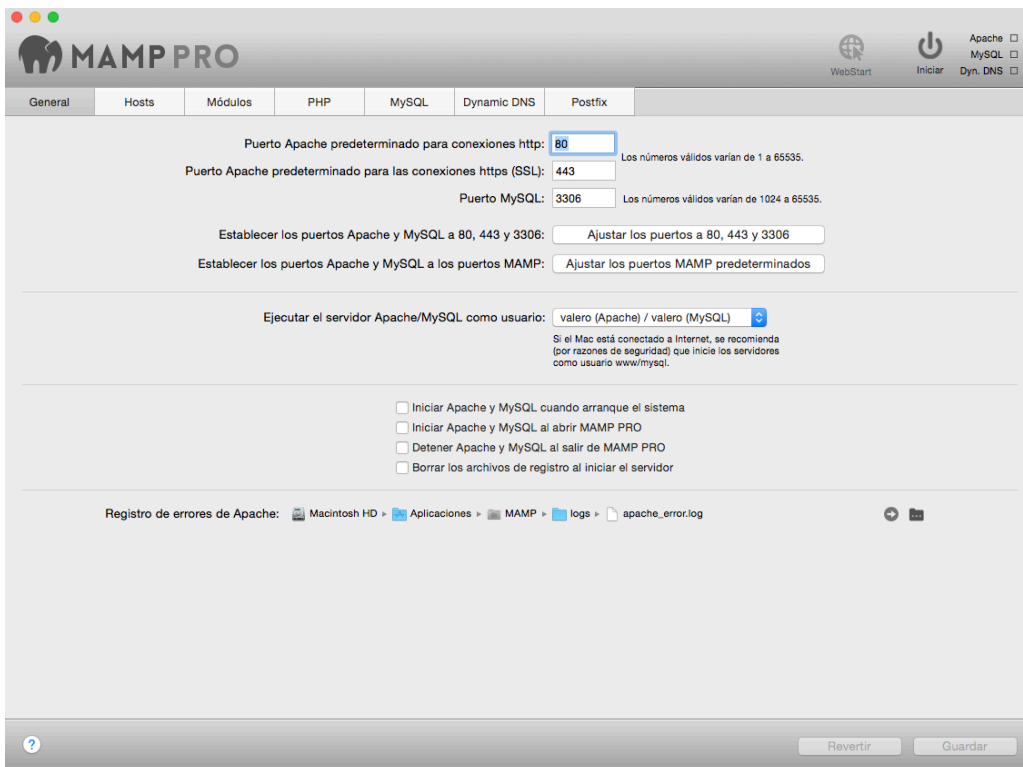 MAMP PRO
WebStart
Iniciar
Apache
MySQL
Dyn. DNS
General Hosts Módulos PHP MySQL Dynamic DNS Postfix
Puerto Apache predeterminado para conexiones http: 80
Los números válidos varían de 1 a 65535.
Puerto Apache predeterminado para las conexiones https (SSL): 443
Puerto MySQL: 3306 Los números válidos varían de 1024 a 65535.
Establecer los puertos Apache y MySQL a 80, 443 y 3306: Ajustar los puertos a 80, 443 y 3306
Establecer los puertos Apache y MySQL a los puertos MAMP: Ajustar los puertos MAMP predeterminados
Ejecutar el servidor Apache/MySQL como usuario: valero (Apache) / valero (MySQL)
Si el Mac está conectado a Internet, se recomienda
(por razones de seguridad) que inicie los servidores
como usuario www/mysql.
Iniciar Apache y MySQL cuando arranque el sistema
Iniciar Apache y MySQL al abrir MAMP PRO
Detener Apache y MySQL al salir de MAMP PRO
Borrar los archivos de registro al iniciar el servidor
Registro de errores de Apache: Macintosh HD ▸ Aplicaciones ▸ MAMP ▸ logs ▸ apache_error.log
? Revertir Guardar